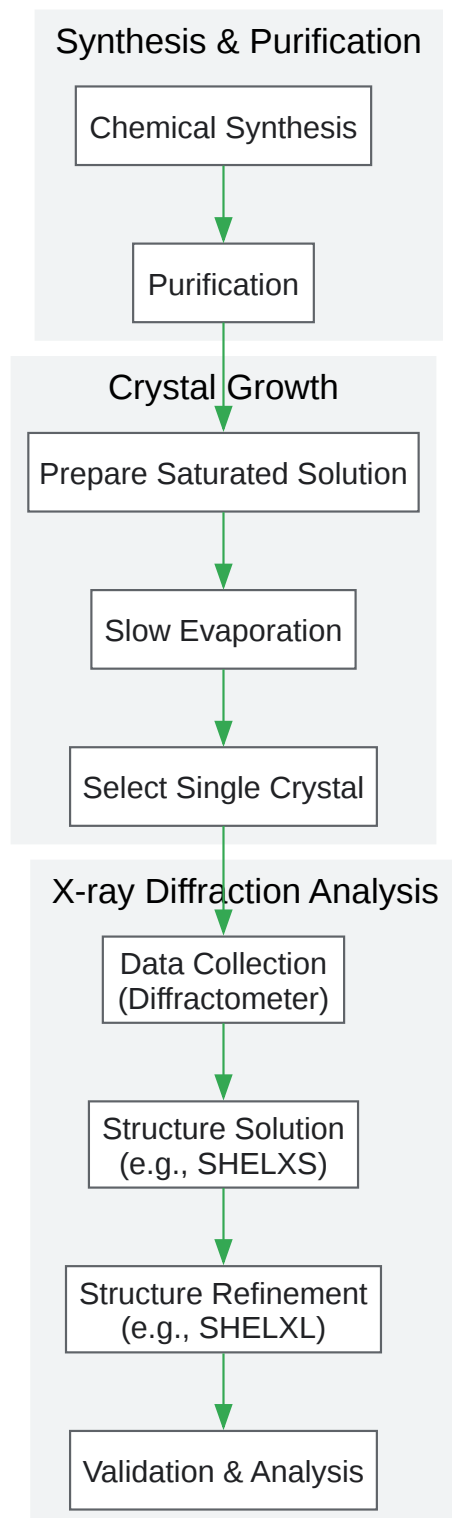 Synthesis & Purification
Chemical Synthesis
Purification
Crystal Growth
Prepare Saturated Solution
Slow Evaporation
Select Single Crystal
X-ray Diffraction Analysis
Data Collection
(Diffractometer)
Structure Solution
(e.g., SHELXS)
Structure Refinement
(e.g., SHELXL)
Validation & Analysis